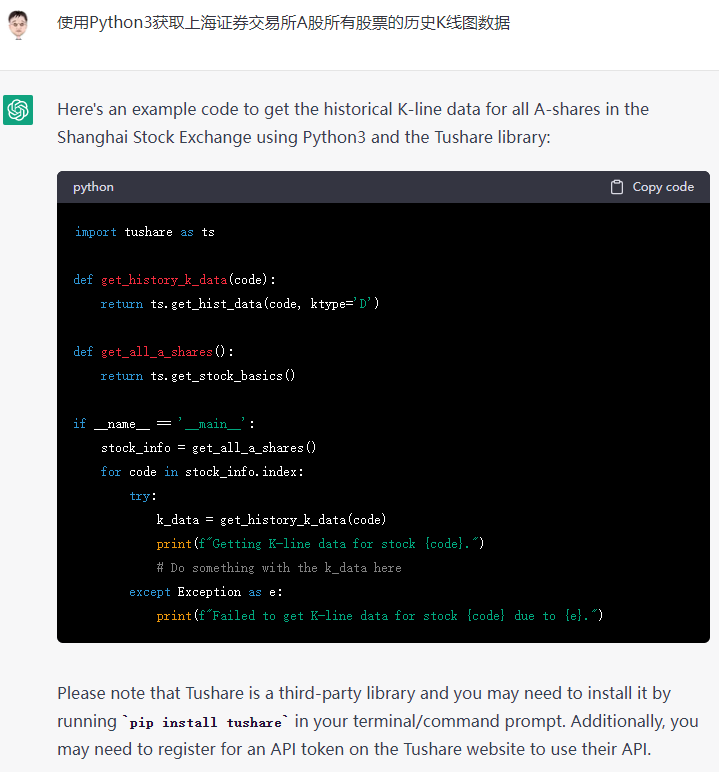 使用Python3获取上海证券交易所A股所有股票的历史K线图数据
Here's an example code to get the historical K-line data for all A-shares in the
Shanghai Stock Exchange using Python3 and the Tushare library:
python Copy code
import tushare as ts
def get_history_k_data(code):
    return ts.get_hist_data(code, ktype='D')
def get_all_a_shares():
    return ts.get_stock_basics()
if __name__ == '__main__':
    stock_info = get_all_a_shares()
    for code in stock_info.index:
        try:
            k_data = get_history_k_data(code)
            print(f"Getting K-line data for stock {code}.")
            # Do something with the k_data here
        except Exception as e:
            print(f"Failed to get K-line data for stock {code} due to {e}.")
Please note that Tushare is a third-party library and you may need to install it by
running `pip install tushare` in your terminal/command prompt. Additionally, you
may need to register for an API token on the Tushare website to use their API.